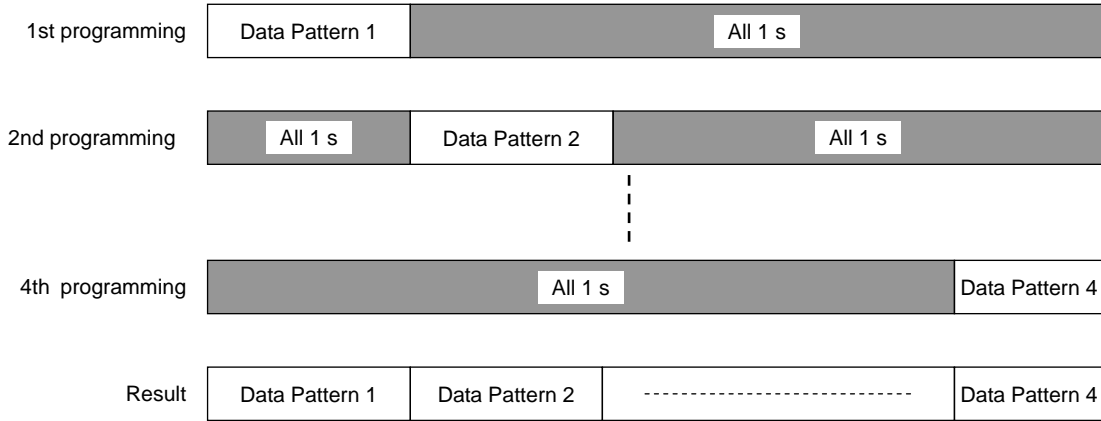 1st programming Data Pattern 1 All 1 s
2nd programming All 1 s Data Pattern 2 All 1 s
4th programming All 1 s Data Pattern 4
Result Data Pattern 1 Data Pattern 2 Data Pattern 4